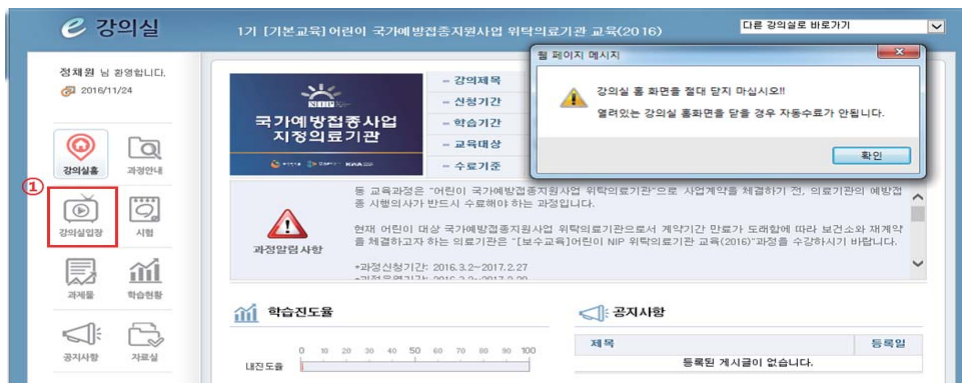 e 강의실
1기 [기본교육] 어린이 국가예방접종지원사업 위탁의료기관 교육(2016)
다른 강의실로 바로가기
정채원 님 환영합니다.
2016/11/24
강의실홈
과정안내
①
강의실입장
시험
과제물
학습현황
공지사항
자료실
국가예방접종사업
지정의료기관
- 강의제목
- 신청기간
- 학습기간
- 교육대상
- 수료기준
웹 페이지 메시지
강의실 홈 화면을 절대 닫지 마십시오!!
열려있는 강의실 홈화면을 닫을 경우 자동수료가 안됩니다.
확인
과정알림사항
동 교육과정은 "어린이 국가예방접종지원사업 위탁의료기관"으로 사업계약을 체결하기 전, 의료기관의 예방접
종 시행의사가 반드시 수료해야 하는 과정입니다.
현재 어린이 대상 국가예방접종지원사업 위탁의료기관으로서 계약기간 만료가 도래함에 따라 보건소와 재계약
을 체결하고자 하는 의료기관은 "[보수교육]어린이 NIP 위탁의료기관 교육(2016)"과정을 수강하시기 바랍니다.
*과정신청기간: 2016.3.2~2017.2.27
학습진도율
0 10 20 30 40 50 60 70 80 90 100
내진도율
공지사항
제목 등록일
등록된 게시글이 없습니다.